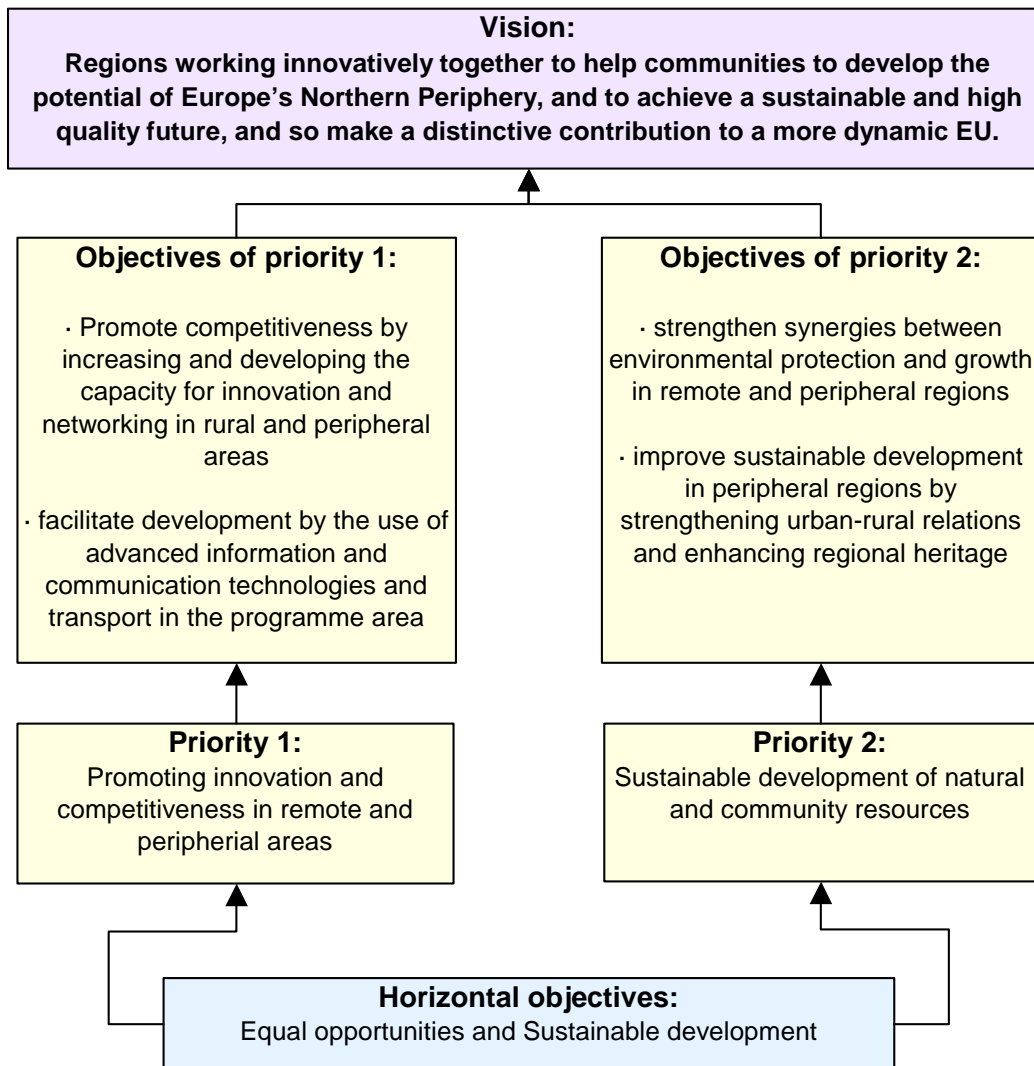 Vision:
Regions working innovatively together to help communities to develop the
potential of Europe's Northern Periphery, and to achieve a sustainable and high
quality future, and so make a distinctive contribution to a more dynamic EU.
Objectives of priority 1:
· Promote competitiveness by
increasing and developing the
capacity for innovation and
networking in rural and peripheral
areas
· facilitate development by the use of
advanced information and
communication technologies and
transport in the programme area
Objectives of priority 2:
· strengthen synergies between
environmental protection and growth
in remote and peripheral regions
· improve sustainable development
in peripheral regions by
strengthening urban-rural relations
and enhancing regional heritage
Priority 1:
Promoting innovation and
competitiveness in remote and
peripherial areas
Priority 2:
Sustainable development of natural
and community resources
Horizontal objectives:
Equal opportunities and Sustainable development